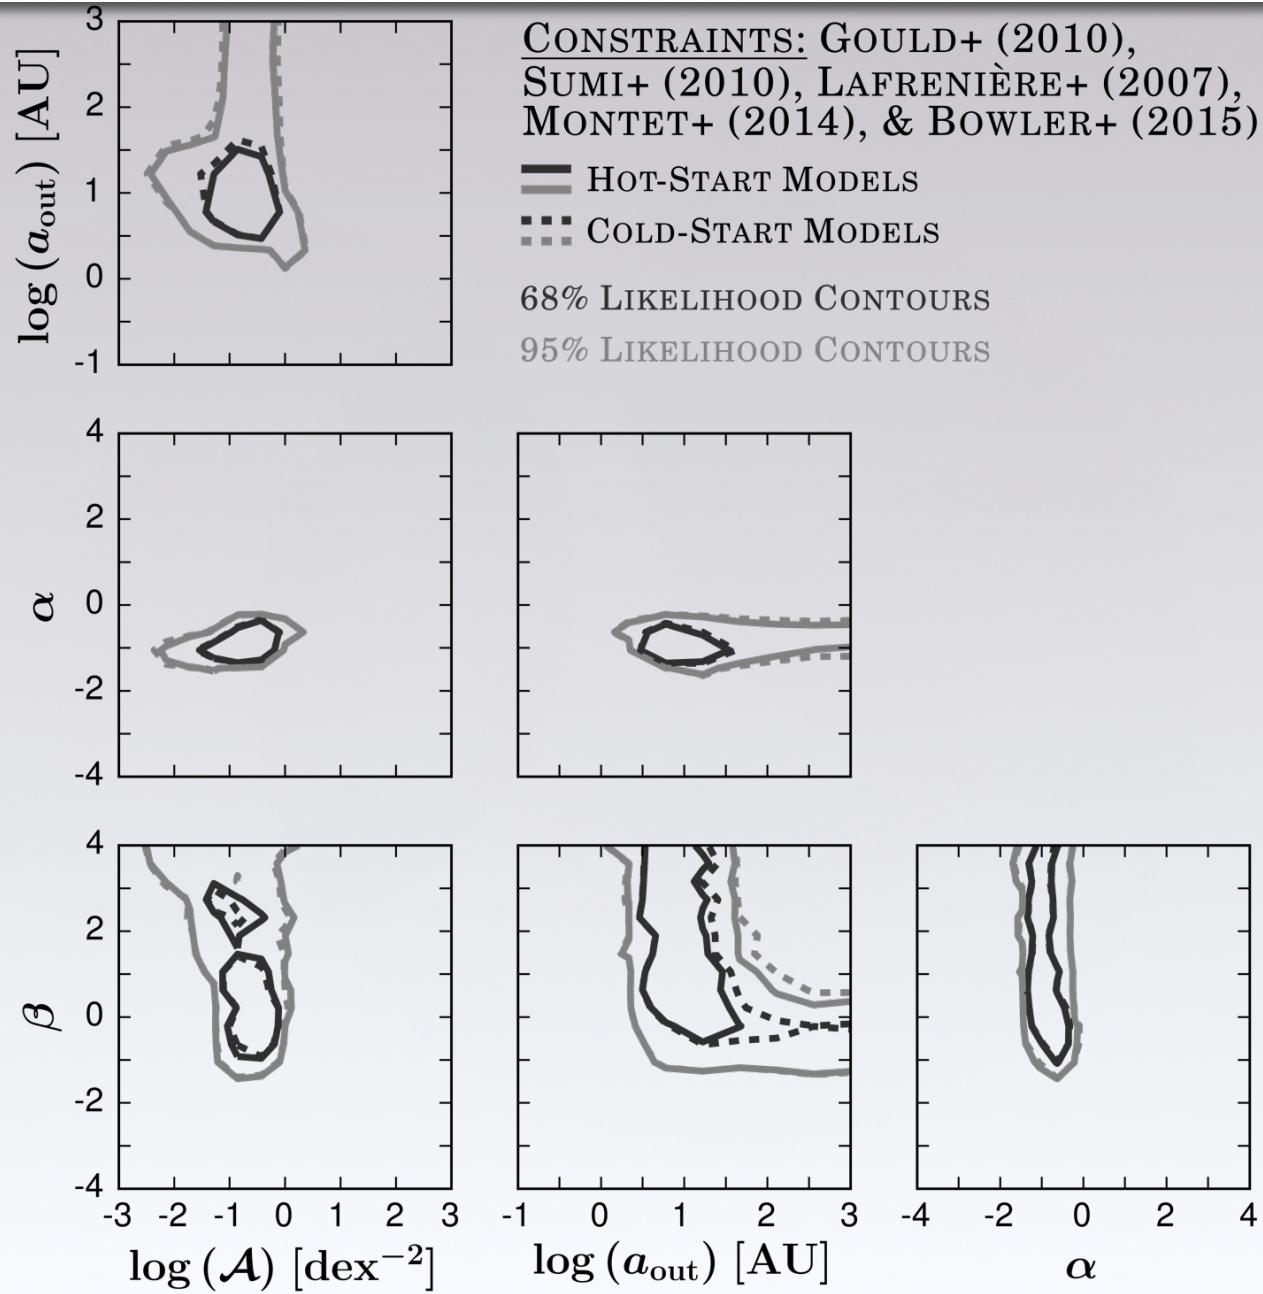 CONSTRAINTS: GOULD+ (2010),
SUMI+ (2010), LAFRENIÈRE+ (2007),
MONTET+ (2014), & BOWLER+ (2015)
HOT-START MODELS
COLD-START MODELS
68% LIKELIHOOD CONTOURS
95% LIKELIHOOD CONTOURS
log (a_out) [AU]
3
2
1
0
-1
α
4
2
0
-2
-4
β
4
2
0
-2
-4
-3 -2 -1 0 1 2 3
-1 0 1 2 3
-4 -2 0 2 4
log (𝒜) [dex⁻²]
log (a_out) [AU]
α